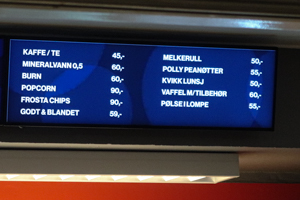 KAFFE / TE 45,-
MINERALVANN 0,5 60,-
BURN 60,-
POPCORN 90,-
FROSTA CHIPS 90,-
GODT & BLANDET 59,-
MELKERULL 50,-
POLLY PEANØTTER 55,-
KVIKK LUNSJ 50,-
VAFFEL M/TILBEHØR 60,-
PØLSE I LOMPE 55,-